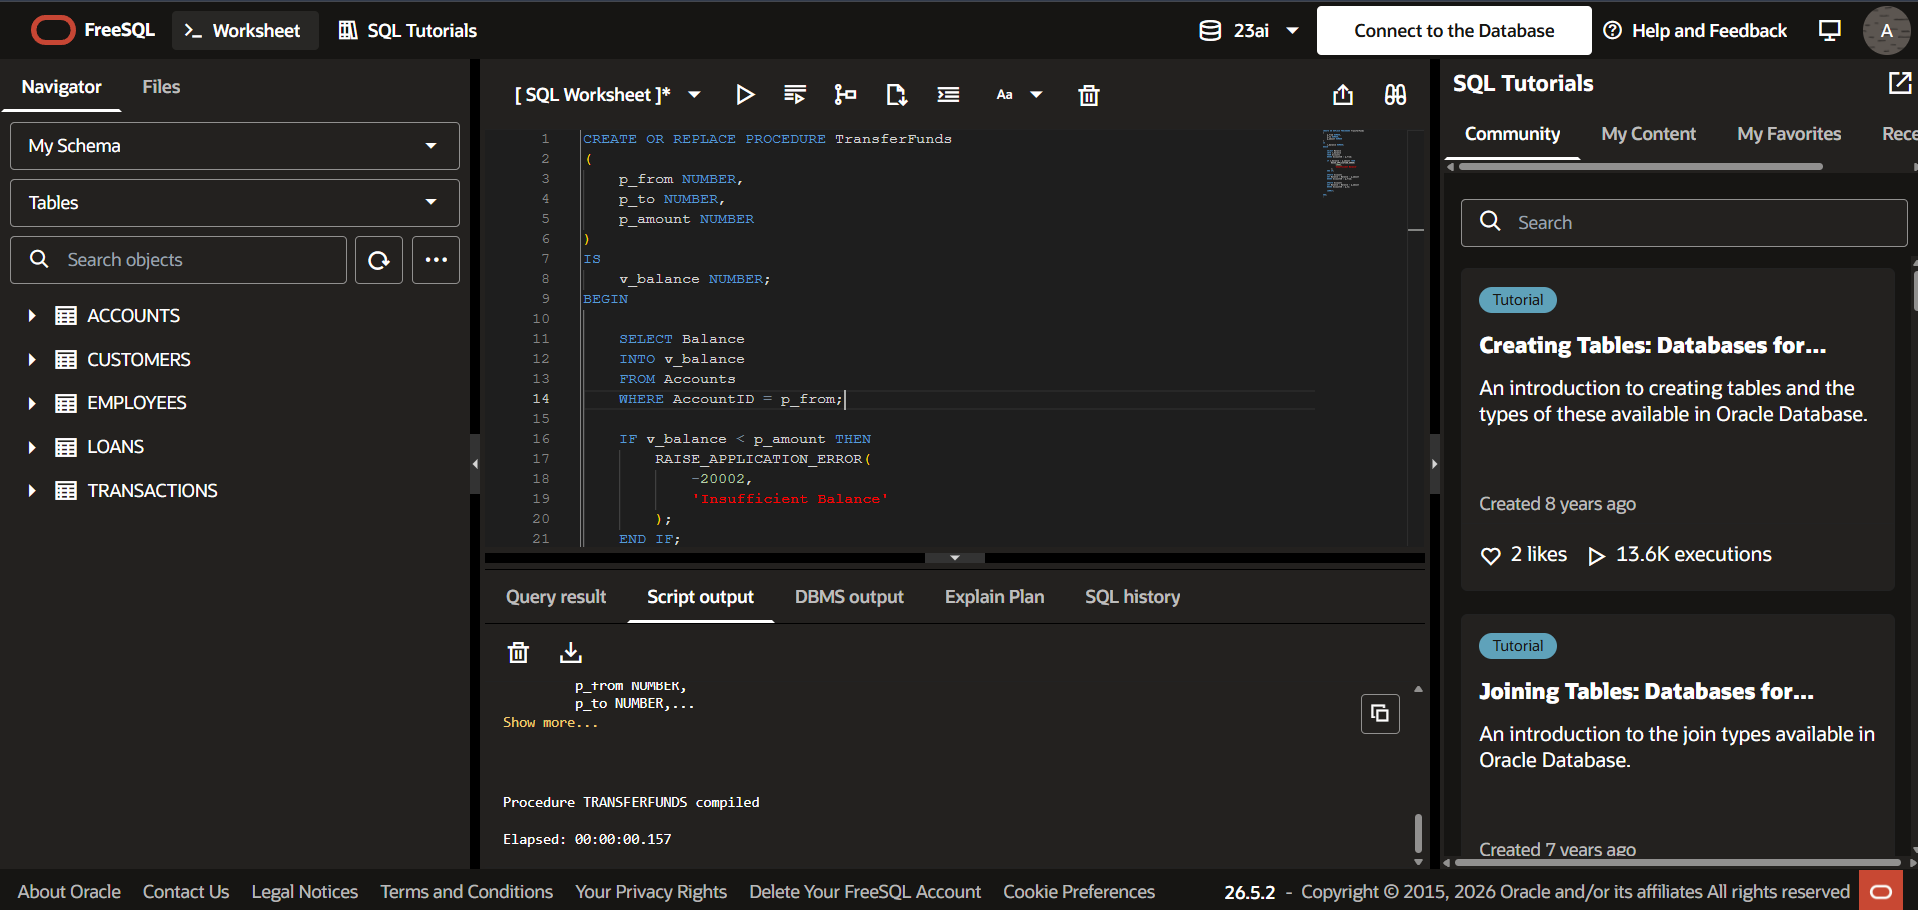 FreeSQL
Worksheet
SQL Tutorials
23ai
Connect to the Database
Help and Feedback
A
Navigator
Files
My Schema
Tables
Search objects
ACCOUNTS
CUSTOMERS
EMPLOYEES
LOANS
TRANSACTIONS
[ SQL Worksheet ]*
Aa
1 CREATE OR REPLACE PROCEDURE TransferFunds
2 (
3 p_from NUMBER,
4 p_to NUMBER,
5 p_amount NUMBER
6 )
7 IS
8 v_balance NUMBER;
9 BEGIN
10
11 SELECT Balance
12 INTO v_balance
13 FROM Accounts
14 WHERE AccountID = p_from;
15
16 IF v_balance < p_amount THEN
17 RAISE_APPLICATION_ERROR(
18 -20002,
19 'Insufficient Balance'
20 );
21 END IF;
Query result
Script output
DBMS output
Explain Plan
SQL history
p_from NUMBER,
p_to NUMBER,...
Show more...
Procedure TRANSFERFUNDS compiled
Elapsed: 00:00:00.157
SQL Tutorials
Community
My Content
My Favorites
Rece
Search
Tutorial
Creating Tables: Databases for...
An introduction to creating tables and the
types of these available in Oracle Database.
Created 8 years ago
2 likes
13.6K executions
Tutorial
Joining Tables: Databases for...
An introduction to the join types available in
Oracle Database.
Created 7 years ago
About Oracle
Contact Us
Legal Notices
Terms and Conditions
Your Privacy Rights
Delete Your FreeSQL Account
Cookie Preferences
26.5.2 - Copyright © 2015, 2026 Oracle and/or its affiliates All rights reserved